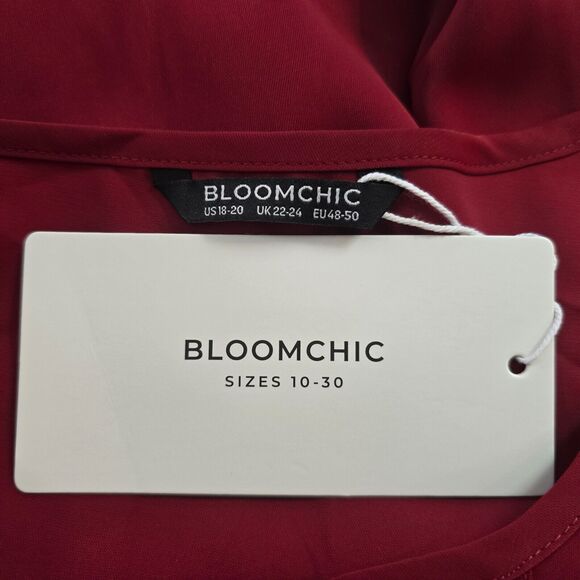 BLOOMCHIC
US18-20 UK22-24 EU48-50
BLOOMCHIC
SIZES 10-30